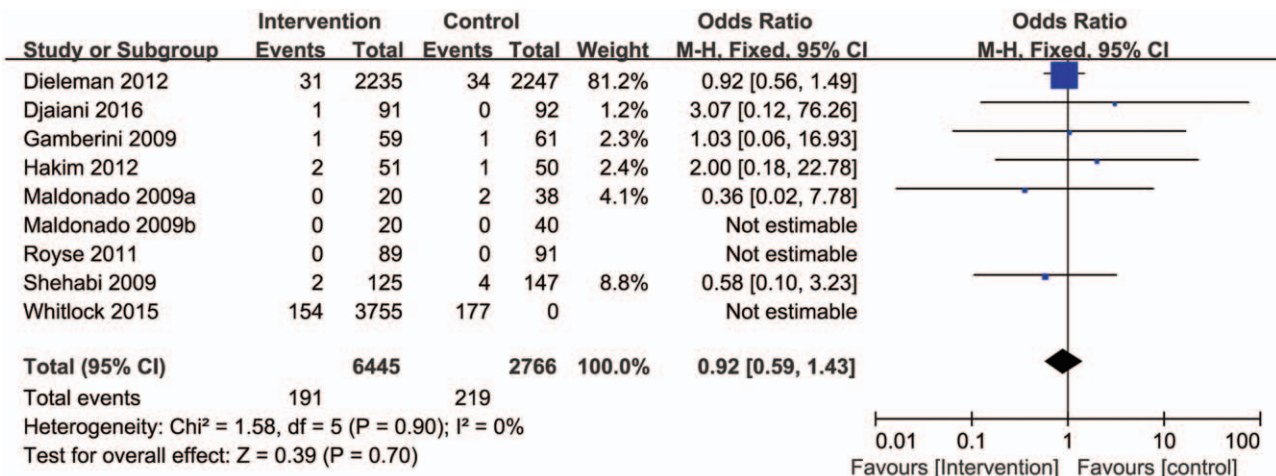 Intervention Control Odds Ratio Odds Ratio
Study or Subgroup Events Total Events Total Weight M-H, Fixed, 95% CI M-H, Fixed, 95% CI
Dieleman 2012 31 2235 34 2247 81.2% 0.92 [0.56, 1.49]
Djaiani 2016 1 91 0 92 1.2% 3.07 [0.12, 76.26]
Gamberini 2009 1 59 1 61 2.3% 1.03 [0.06, 16.93]
Hakim 2012 2 51 1 50 2.4% 2.00 [0.18, 22.78]
Maldonado 2009a 0 20 2 38 4.1% 0.36 [0.02, 7.78]
Maldonado 2009b 0 20 0 40 Not estimable
Royse 2011 0 89 0 91 Not estimable
Shehabi 2009 2 125 4 147 8.8% 0.58 [0.10, 3.23]
Whitlock 2015 154 3755 177 0 Not estimable
Total (95% CI) 6445 2766 100.0% 0.92 [0.59, 1.43]
Total events 191 219
Heterogeneity: Chi² = 1.58, df = 5 (P = 0.90); I² = 0%
Test for overall effect: Z = 0.39 (P = 0.70)
0.01 0.1 1 10 100
Favours [Intervention] Favours [control]